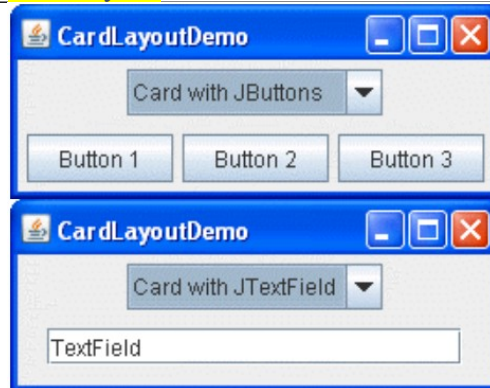 CardLayoutDemo
Card with JButtons
Button 1 Button 2 Button 3
CardLayoutDemo
Card with JTextField
TextField